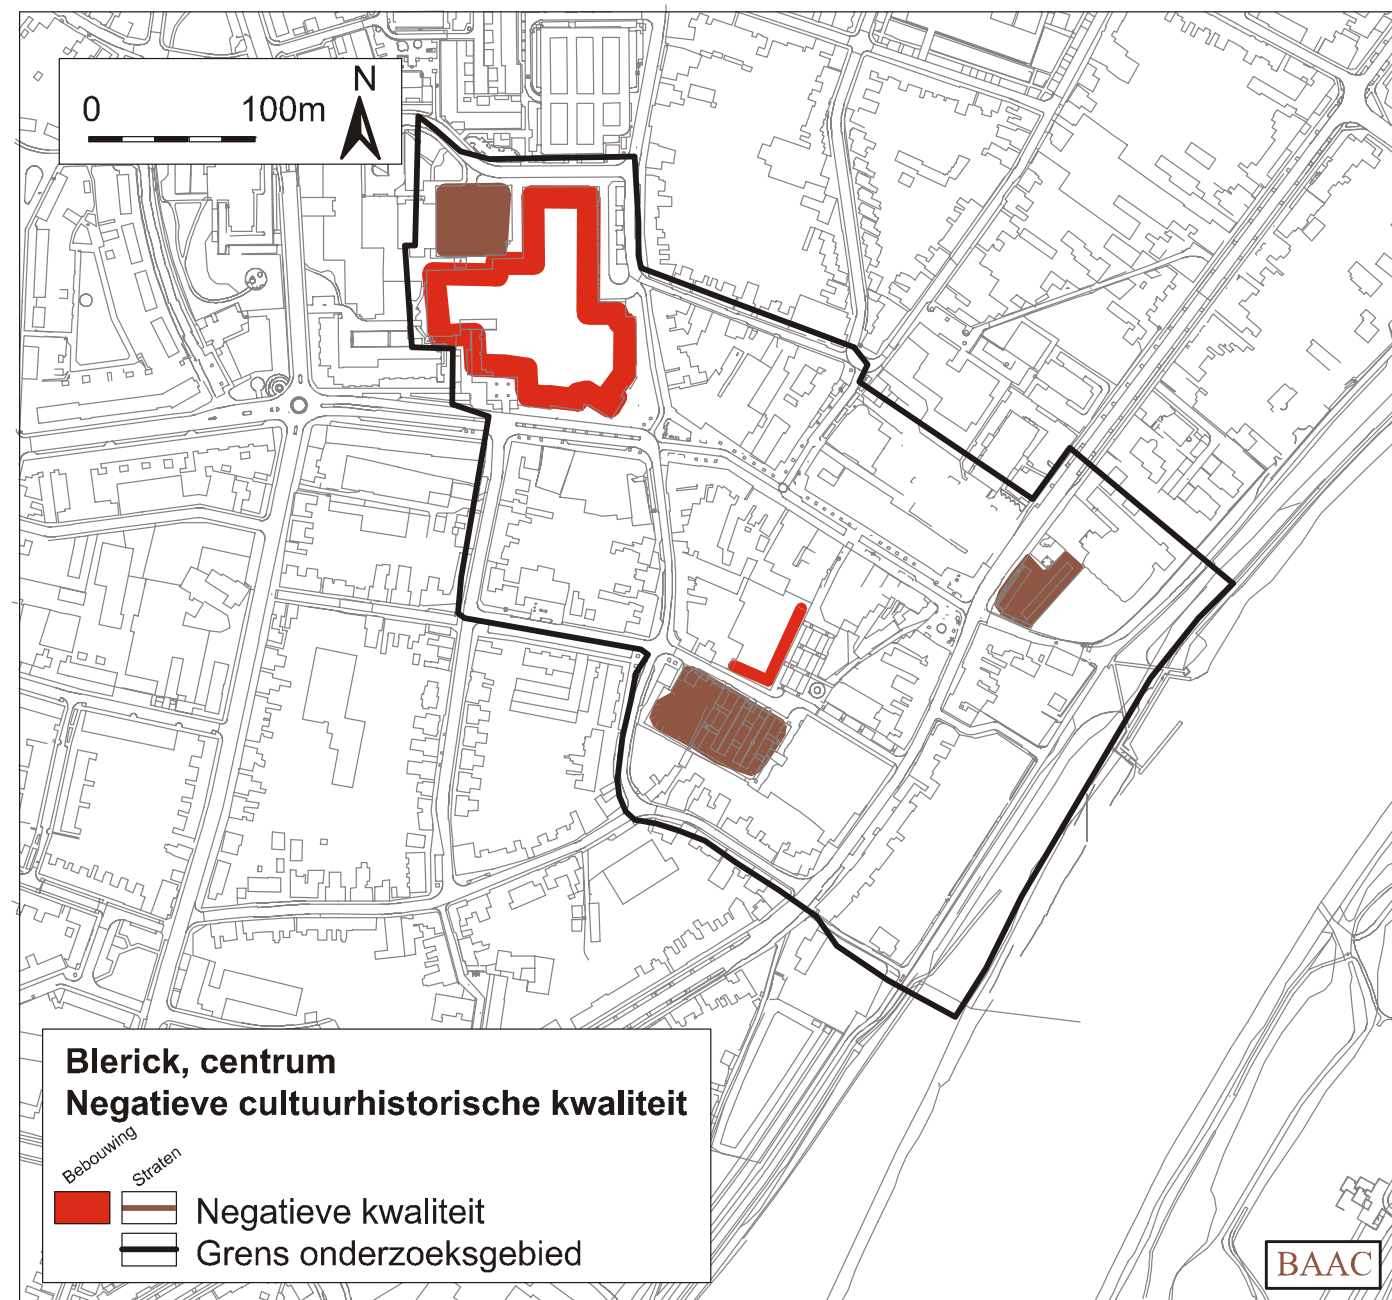 N
0 100m
Blerick, centrum
Negatieve cultuurhistorische kwaliteit
Bebouwing Straten
Negatieve kwaliteit
Grens onderzoeksgebied
BAAC